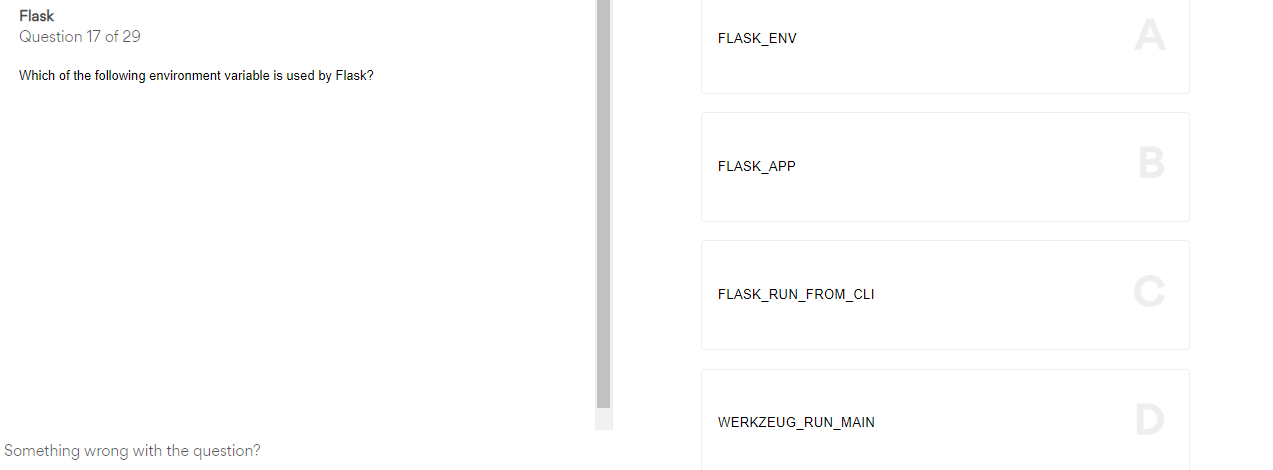 Flask
Question 17 of 29
Which of the following environment variable is used by Flask?
Something wrong with the question?
FLASK_ENV
A
FLASK_APP
B
FLASK_RUN_FROM_CLI
C
WERKZEUG_RUN_MAIN
D